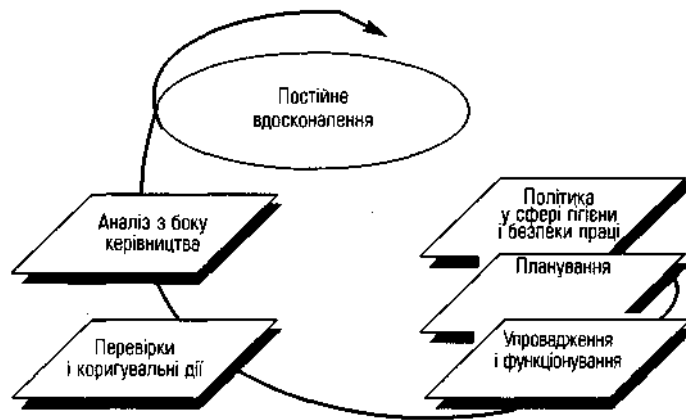 Постійне
вдосконалення
Політика
у сфері гігієни
і безпеки праці
Планування
Упровадження
і функціонування
Перевірки
і коригувальні дії
Аналіз з боку
керівництва